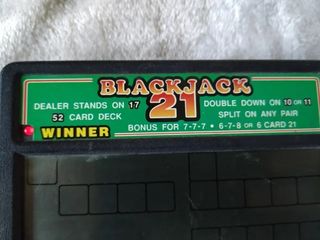 BLACKJACK
21
DEALER STANDS ON 17
DOUBLE DOWN ON 10 OR 11
52 CARD DECK
SPLIT ON ANY PAIR
WINNER
BONUS FOR 7-7-7 • 6-7-8 OR 6 CARD 21